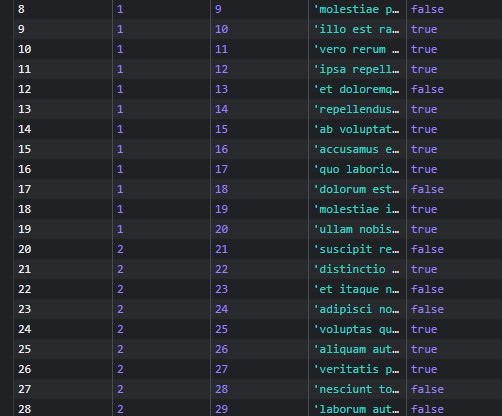 8 1 9 'molestiae p… false
9 1 10 'illo est ra… true
10 1 11 'vero rerum … true
11 1 12 'ipsa repell… true
12 1 13 'et doloremq… false
13 1 14 'repellendus… true
14 1 15 'ab voluptat… true
15 1 16 'accusamus e… true
16 1 17 'quo laborio… true
17 1 18 'dolorum est… false
18 1 19 'molestiae i… true
19 1 20 'ullam nobis… true
20 2 21 'suscipit re… false
21 2 22 'distinctio … true
22 2 23 'et itaque n… false
23 2 24 'adipisci no… false
24 2 25 'voluptas qu… true
25 2 26 'aliquam aut… true
26 2 27 'veritatis p… true
27 2 28 'nesciunt to… false
28 2 29 'laborum aut… false